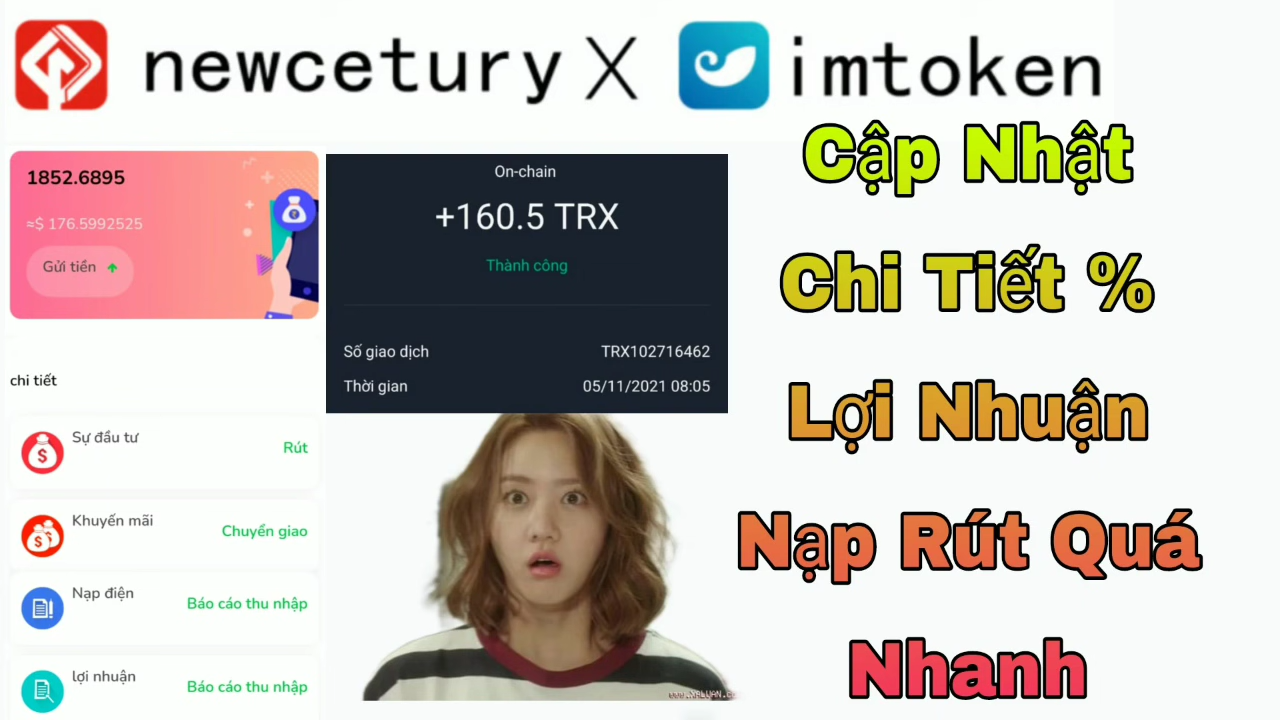 newcetury X imtoken
1852.6895
≈$ 176.5992525
Gửi tiền
chi tiết
Sự đầu tư
Rút
Khuyến mãi
Chuyển giao
Nạp điện
Báo cáo thu nhập
lợi nhuận
Báo cáo thu nhập
On-chain
+160.5 TRX
Thành công
Số giao dịch TRX102716462
Thời gian 05/11/2021 08:05
Cập Nhật
Chi Tiết %
Lợi Nhuận
Nạp Rút Quá
Nhanh